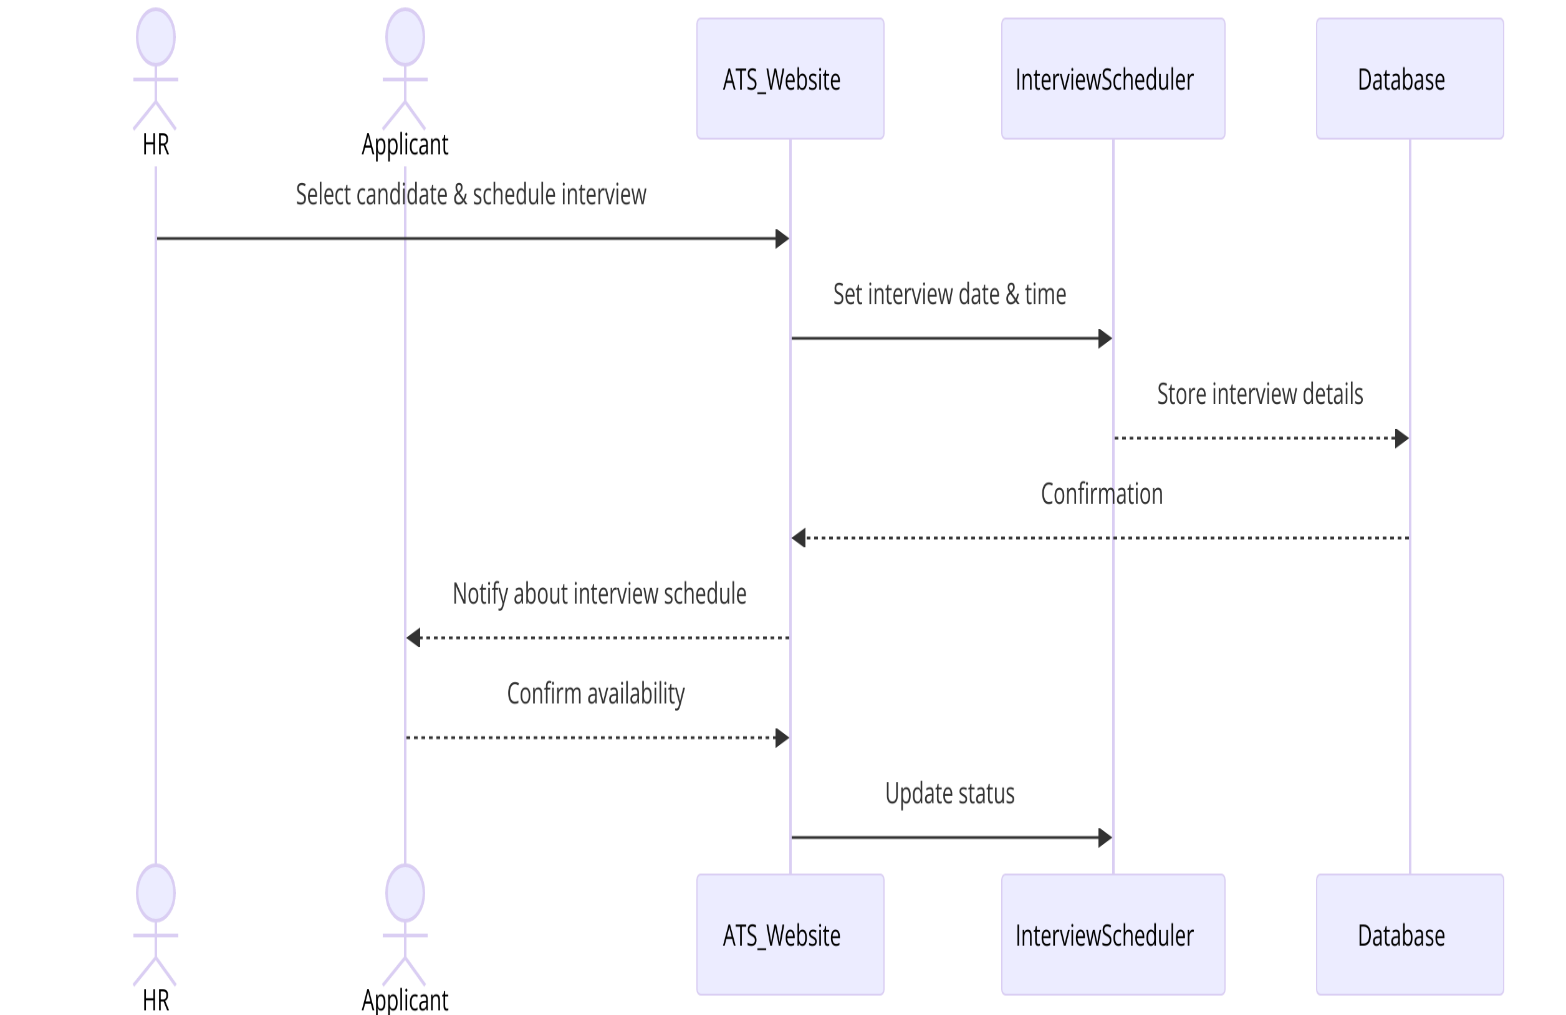 HR
Applicant
ATS_Website
InterviewScheduler
Database
Select candidate & schedule interview
Set interview date & time
Store interview details
Confirmation
Notify about interview schedule
Confirm availability
Update status
HR
Applicant
ATS_Website
InterviewScheduler
Database